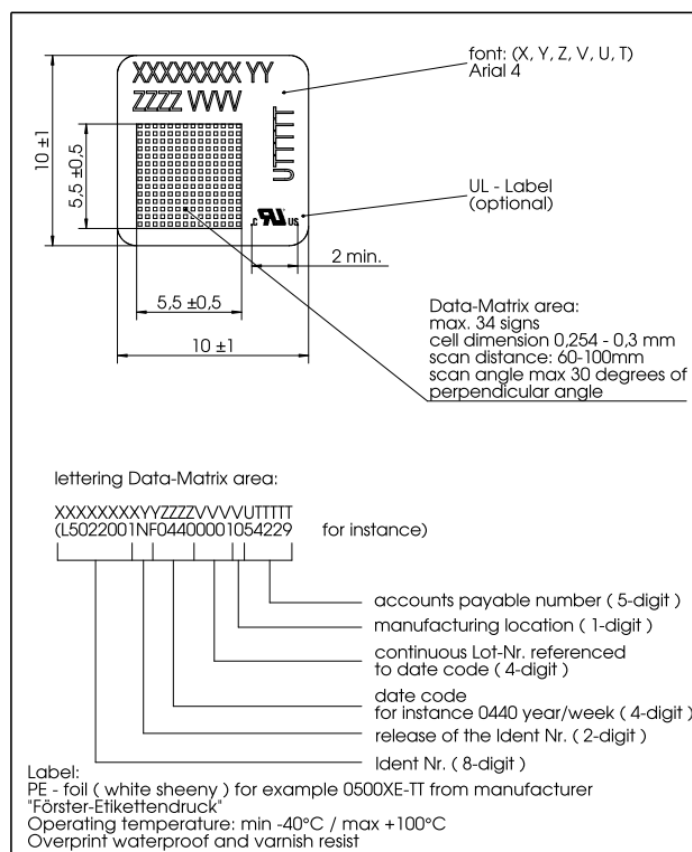 XXXXXXXX YY
ZZZZ VVVV
UTTTTT
c RU US
font: (X, Y, Z, V, U, T)
Arial 4
10 ±1
5,5 ±0,5
UL - Label
(optional)
2 min.
5,5 ±0,5
10 ±1
Data-Matrix area:
max. 34 signs
cell dimension 0,254 - 0,3 mm
scan distance: 60-100mm
scan angle max 30 degrees of
perpendicular angle
lettering Data-Matrix area:
XXXXXXXXYYZZZZVVVVUTTTTT
(L5022001NF04400001054229 for instance)
accounts payable number ( 5-digit )
manufacturing location ( 1-digit )
continuous Lot-Nr. referenced
to date code ( 4-digit )
date code
for instance 0440 year/week ( 4-digit )
release of the Ident Nr. ( 2-digit )
Ident Nr. ( 8-digit )
Label:
PE - foil ( white sheeny ) for example 0500XE-TT from manufacturer
"Förster-Etikettendruck"
Operating temperature: min -40°C / max +100°C
Overprint waterproof and varnish resist